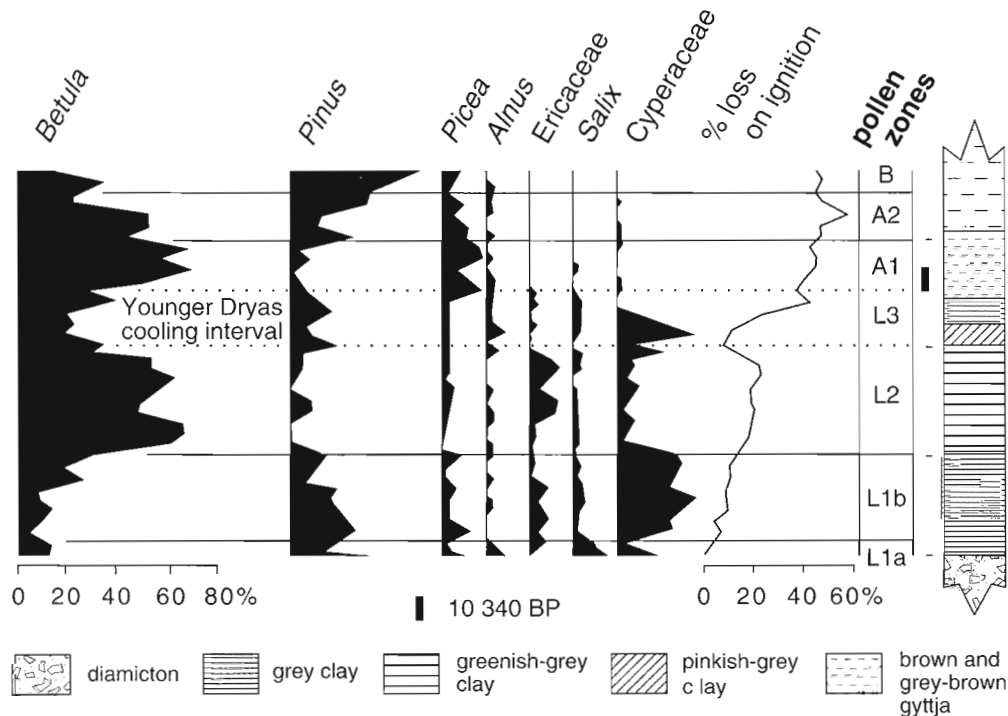 Betula
Pinus
Picea
Alnus
Ericaceae
Salix
Cyperaceae
% loss
on ignition
pollen
zones
B
A2
A1
Younger Dryas
cooling interval
L3
L2
L1b
L1a
0 20 40 60 80%
0 20 40 60%
10 340 BP
diamicton
grey clay
greenish-grey
clay
pinkish-grey
c lay
brown and
grey-brown
gyttja